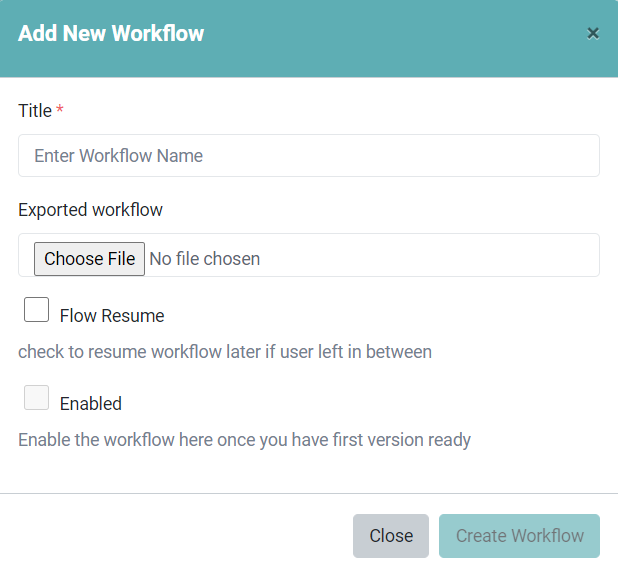 Add New Workflow ×
Title *
Enter Workflow Name
Exported workflow
Choose File No file chosen
Flow Resume
check to resume workflow later if user left in between
Enabled
Enable the workflow here once you have first version ready
Close Create Workflow